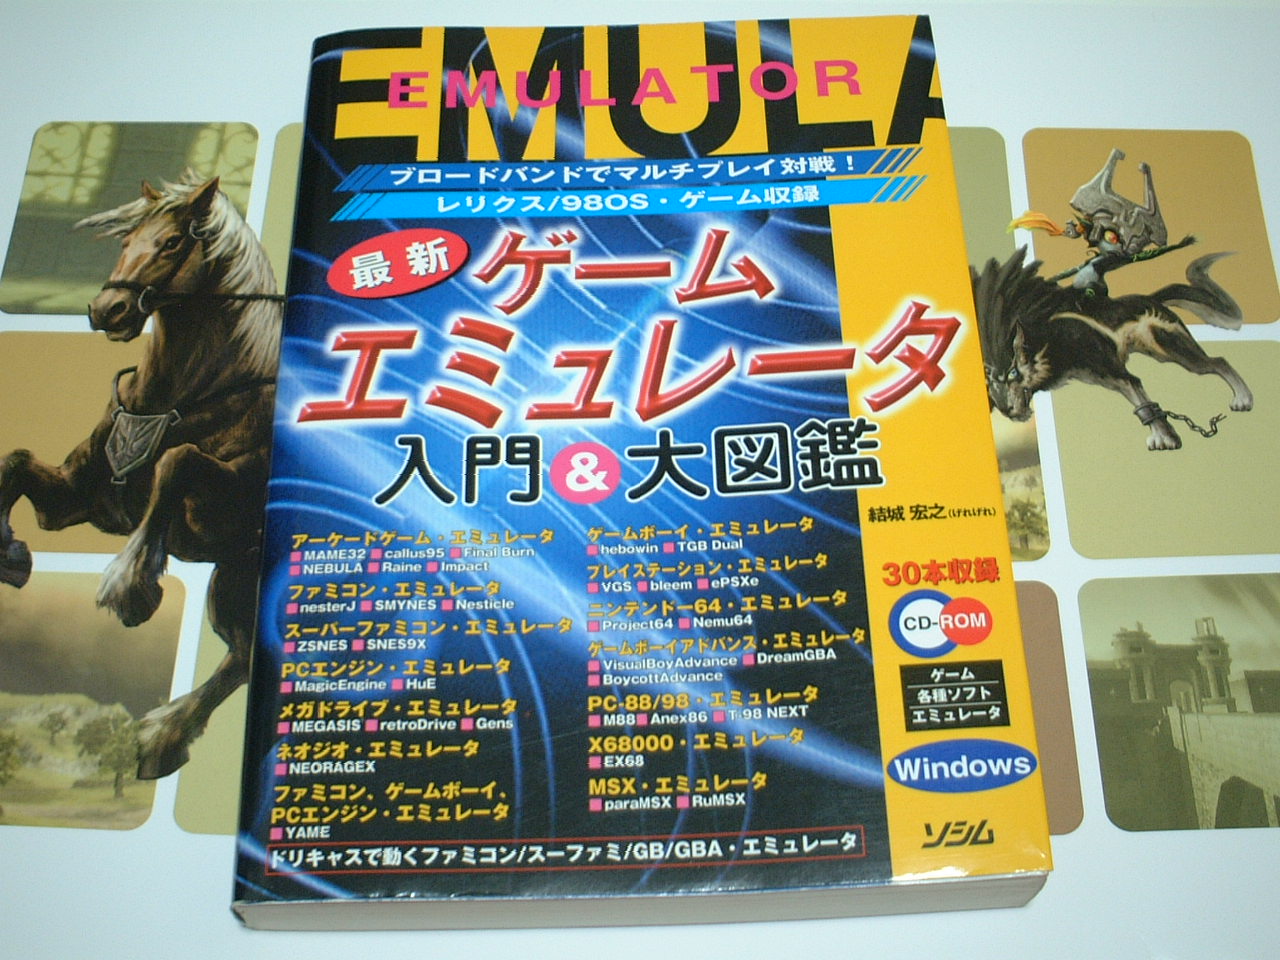 EMULA
EMULATOR
ブロードバンドでマルチプレイ対戦！
レリクス/980S・ゲーム収録
最新
ゲーム
エミュレータ
入門&大図鑑
結城 宏之(げれげれ)
アーケードゲーム・エミュレータ
MAME32 callus95 Final Burn
NEBULA Raine Impact
ファミコン・エミュレータ
nesterJ SMYNES Nesticle
スーパーファミコン・エミュレータ
ZSNES SNES9X
PCエンジン・エミュレータ
MagicEngine HuE
メガドライブ・エミュレータ
MEGASIS retroDrive Gens
ネオジオ・エミュレータ
NEORAGEX
ファミコン、ゲームボーイ、
PCエンジン・エミュレータ
YAME
ゲームボーイ・エミュレータ
hebowin TGB Dual
プレイステーション・エミュレータ
VGS bleem ePSXe
ニンテンドー64・エミュレータ
Project64 Nemu64
ゲームボーイアドバンス・エミュレータ
VisualBoyAdvance DreamGBA
BoycottAdvance
PC-88/98・エミュレータ
M88 Anex86 T-98 NEXT
X68000・エミュレータ
EX68
MSX・エミュレータ
paraMSX RuMSX
ドリキャスで動くファミコン/スーファミ/GB/GBA・エミュレータ
30本収録
CD-ROM
ゲーム
各種ソフト
エミュレータ
Windows
ソシム